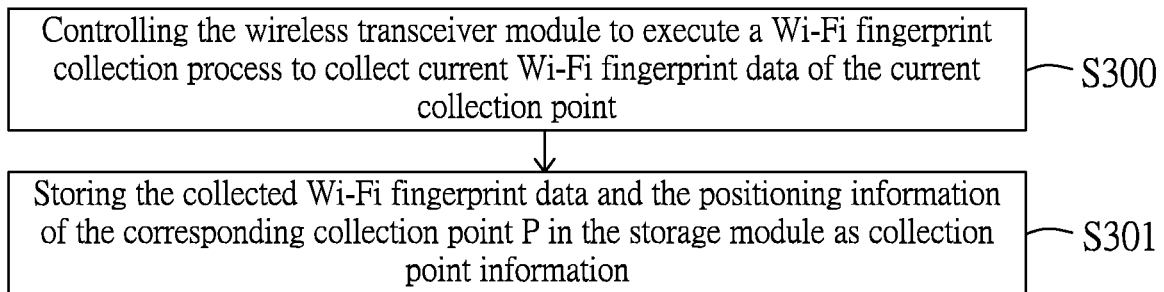 Controlling the wireless transceiver module to execute a Wi-Fi fingerprint
collection process to collect current Wi-Fi fingerprint data of the current
collection point
S300
Storing the collected Wi-Fi fingerprint data and the positioning information
of the corresponding collection point P in the storage module as collection
point information
S301